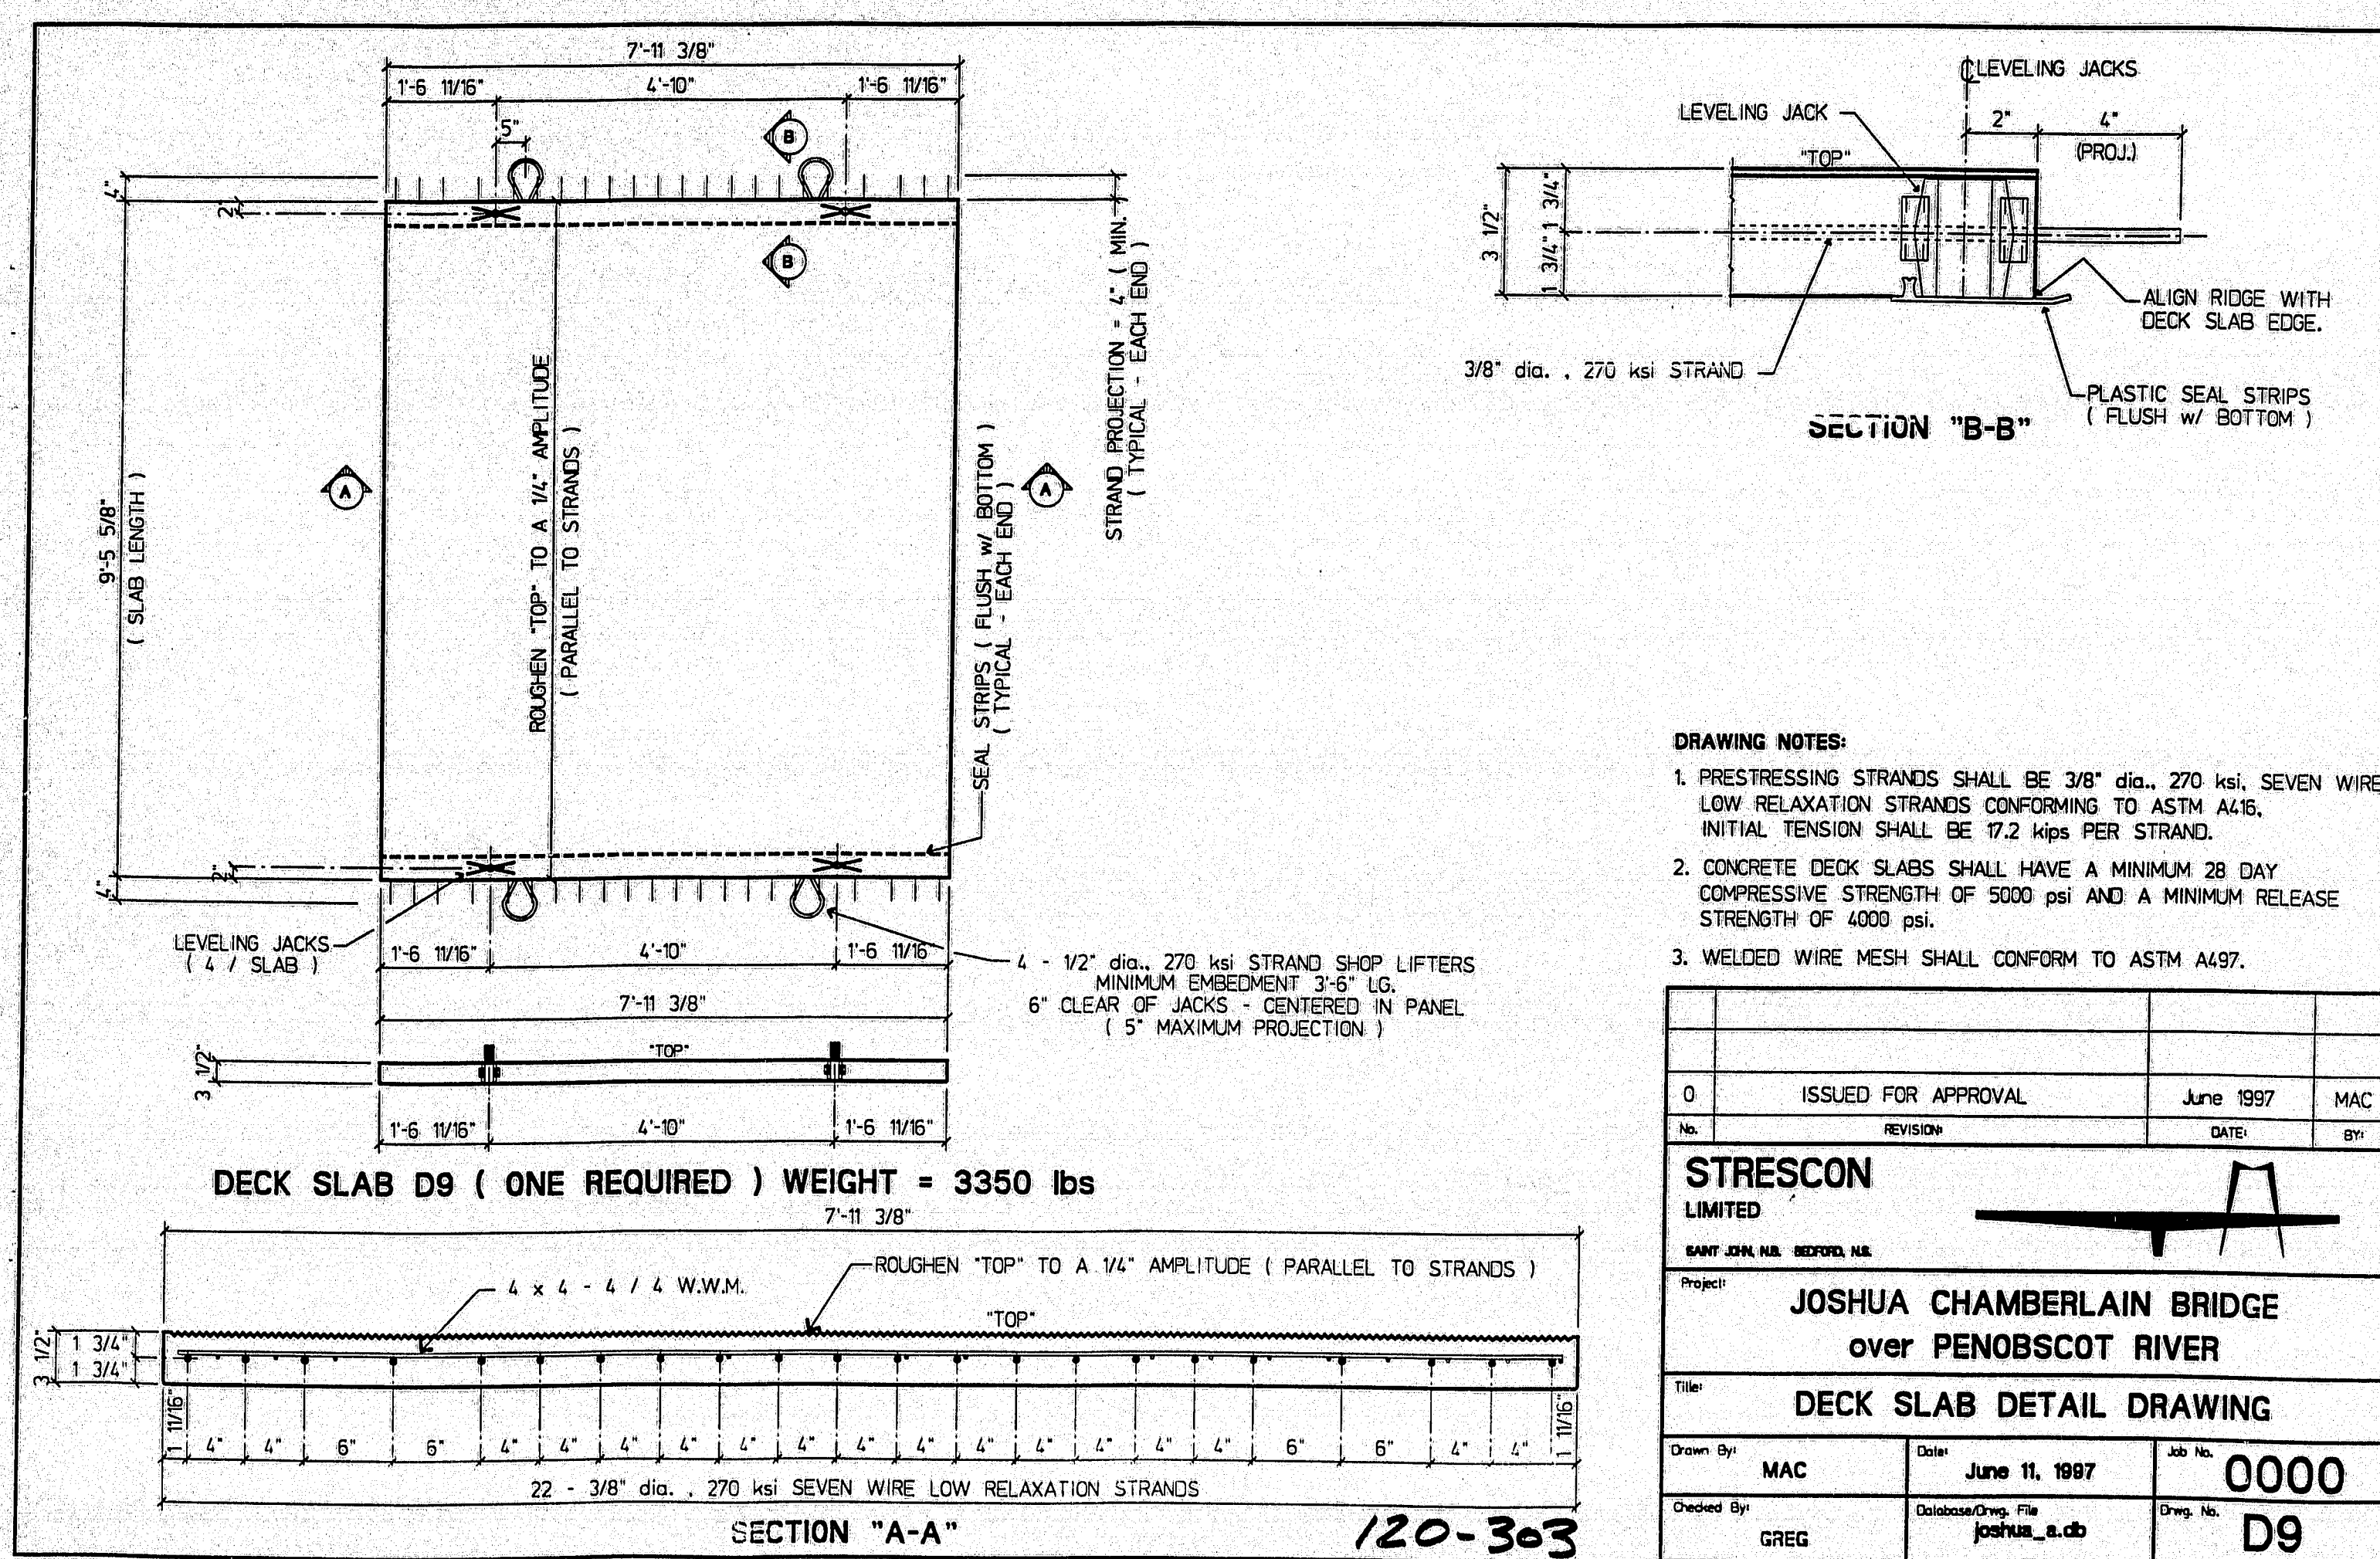 7'-11 3/8"
1'-6 11/16"
4'-10"
1'-6 11/16"
5"
B
4"
2"
B
9'-5 5/8"
( SLAB LENGTH )
A
ROUGHEN "TOP" TO A 1/4" AMPLITUDE
( PARALLEL TO STRANDS )
SEAL STRIPS ( FLUSH w/ BOTTOM )
( TYPICAL - EACH END )
A
STRAND PROJECTION = 4" ( MIN.
( TYPICAL - EACH END )
2"
4"
LEVELING JACKS
( 4 / SLAB )
1'-6 11/16"
4'-10"
1'-6 11/16"
7'-11 3/8"
4 - 1/2" dia., 270 ksi STRAND SHOP LIFTERS
MINIMUM EMBEDMENT 3'-6" LG.
6" CLEAR OF JACKS - CENTERED IN PANEL
( 5" MAXIMUM PROJECTION )
"TOP"
3 1/2"
1'-6 11/16"
4'-10"
1'-6 11/16"
DECK SLAB D9 ( ONE REQUIRED ) WEIGHT = 3350 lbs
7'-11 3/8"
ROUGHEN "TOP" TO A 1/4" AMPLITUDE ( PARALLEL TO STRANDS )
4 x 4 - 4 / 4 W.W.M.
"TOP"
3 1/2"
1 3/4"
1 3/4"
1 11/16"
4" 4" 6" 6" 4" 4" 4" 4" 4" 4" 4" 4" 4" 4" 4" 4" 4" 6" 6" 4" 4"
1 11/16"
22 - 3/8" dia. , 270 ksi SEVEN WIRE LOW RELAXATION STRANDS
SECTION "A-A"
120-303
CL LEVELING JACKS
LEVELING JACK
2"
4"
(PROJ.)
"TOP"
3 1/2"
1 3/4"
1 3/4"
ALIGN RIDGE WITH
DECK SLAB EDGE.
3/8" dia. , 270 ksi STRAND
PLASTIC SEAL STRIPS
( FLUSH w/ BOTTOM )
SECTION "B-B"
DRAWING NOTES:
1. PRESTRESSING STRANDS SHALL BE 3/8" dia., 270 ksi, SEVEN WIRE
LOW RELAXATION STRANDS CONFORMING TO ASTM A416.
INITIAL TENSION SHALL BE 17.2 kips PER STRAND.
2. CONCRETE DECK SLABS SHALL HAVE A MINIMUM 28 DAY
COMPRESSIVE STRENGTH OF 5000 psi AND A MINIMUM RELEASE
STRENGTH OF 4000 psi.
3. WELDED WIRE MESH SHALL CONFORM TO ASTM A497.
0 ISSUED FOR APPROVAL June 1997 MAC
No. REVISION: DATE: BY:
STRESCON
LIMITED
SAINT JOHN, N.B. BEDFORD, N.S.
Project:
JOSHUA CHAMBERLAIN BRIDGE
over PENOBSCOT RIVER
Title:
DECK SLAB DETAIL DRAWING
Drawn By: MAC
Date: June 11, 1997
Job No. 0000
Checked By: GREG
Database/Drwg. File joshua_a.db
Drwg. No. D9